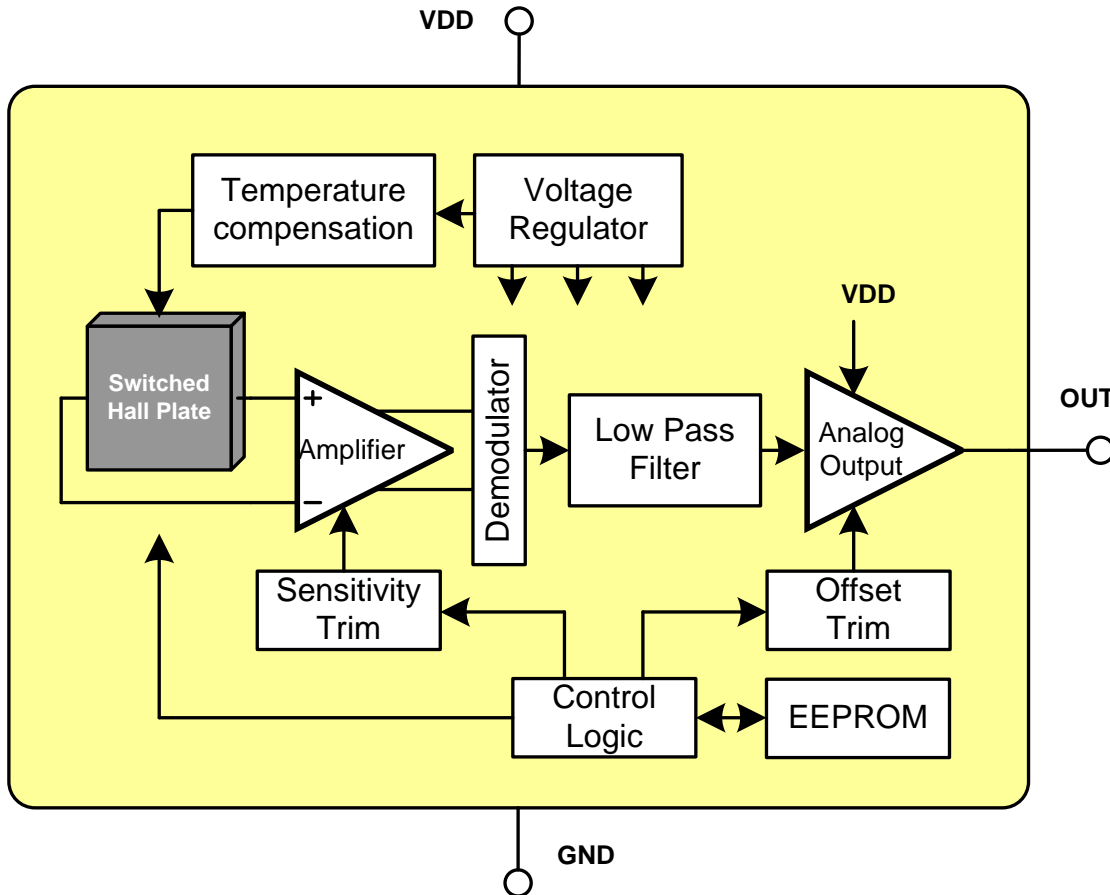 VDD
Temperature
compensation
Voltage
Regulator
VDD
Switched
Hall Plate
+
Amplifier
−
Demodulator
Low Pass
Filter
Analog
Output
OUT
Sensitivity
Trim
Offset
Trim
Control
Logic
EEPROM
GND